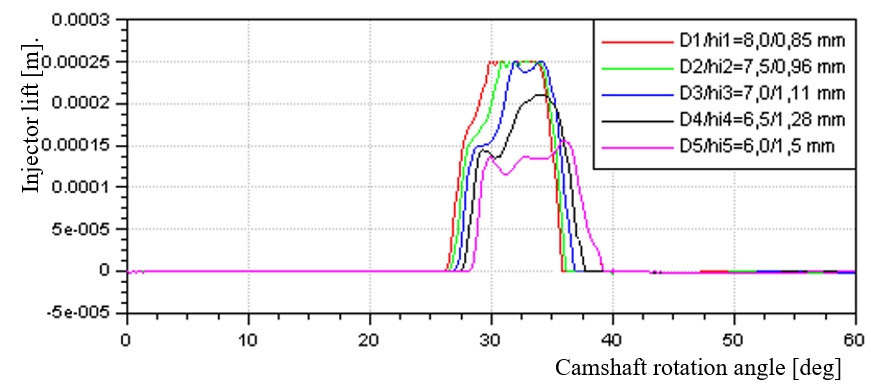 0.0003
0.00025
0.0002
0.00015
0.0001
5e-005
0
-5e-005
Injector lift [m].
D1/hi1=8,0/0,85 mm
D2/hi2=7,5/0,96 mm
D3/hi3=7,0/1,11 mm
D4/hi4=6,5/1,28 mm
D5/hi5=6,0/1,5 mm
0 10 20 30 40 50 60
Camshaft rotation angle [deg]